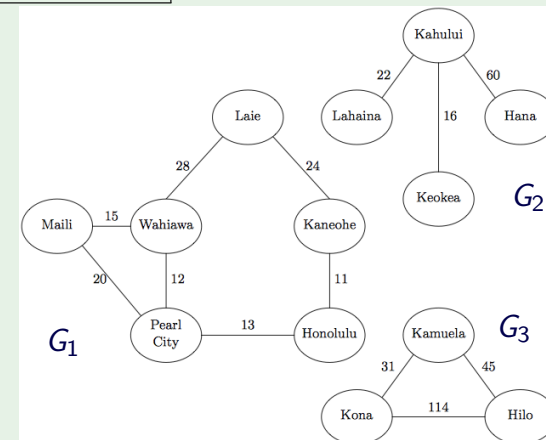 Kahului
22
60
Laie
Lahaina
16
Hana
28
24
Keokea
G2
Maili
15
Wahiawa
Kaneohe
20
12
11
Pearl
City
13
Honolulu
Kamuela
G3
G1
31
45
Kona
114
Hilo